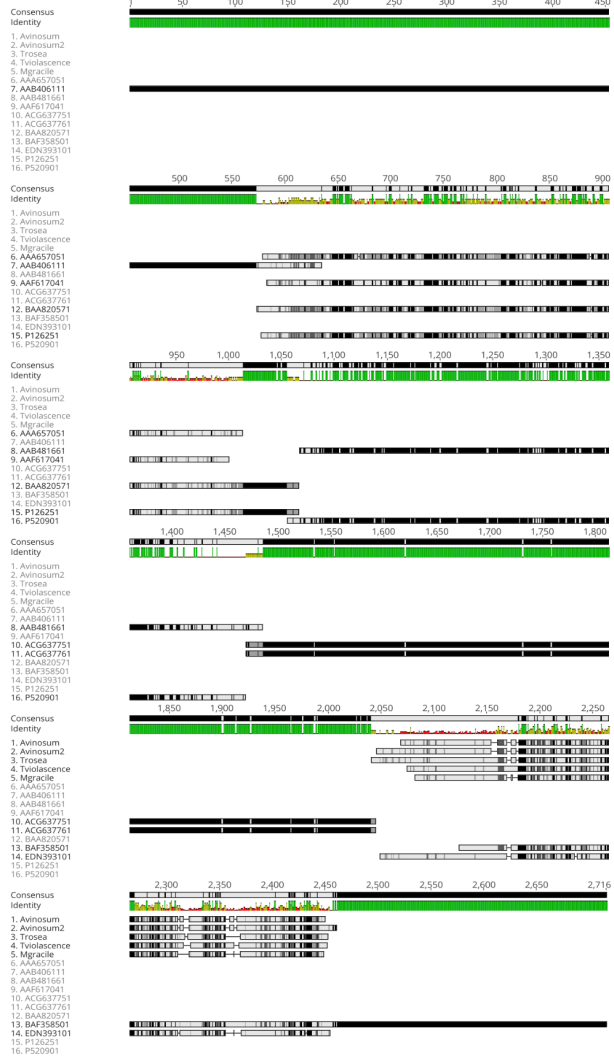 0 50 100 150 200 250 300 350 400 450
Consensus
Identity
1. Avinosum
2. Avinosum2
3. Trosea
4. Tviolascence
5. Mgracile
6. AAA657051
7. AAB406111
8. AAB481661
9. AAF617041
10. ACG637751
11. ACG637761
12. BAA820571
13. BAF358501
14. EDN393101
15. P126251
16. P520901
500 550 600 650 700 750 800 850 900
Consensus
Identity
1. Avinosum
2. Avinosum2
3. Trosea
4. Tviolascence
5. Mgracile
6. AAA657051
7. AAB406111
8. AAB481661
9. AAF617041
10. ACG637751
11. ACG637761
12. BAA820571
13. BAF358501
14. EDN393101
15. P126251
16. P520901
950 1,000 1,050 1,100 1,150 1,200 1,250 1,300 1,350
Consensus
Identity
1. Avinosum
2. Avinosum2
3. Trosea
4. Tviolascence
5. Mgracile
6. AAA657051
7. AAB406111
8. AAB481661
9. AAF617041
10. ACG637751
11. ACG637761
12. BAA820571
13. BAF358501
14. EDN393101
15. P126251
16. P520901
1,400 1,450 1,500 1,550 1,600 1,650 1,700 1,750 1,800
Consensus
Identity
1. Avinosum
2. Avinosum2
3. Trosea
4. Tviolascence
5. Mgracile
6. AAA657051
7. AAB406111
8. AAB481661
9. AAF617041
10. ACG637751
11. ACG637761
12. BAA820571
13. BAF358501
14. EDN393101
15. P126251
16. P520901
1,850 1,900 1,950 2,000 2,050 2,100 2,150 2,200 2,250
Consensus
Identity
1. Avinosum
2. Avinosum2
3. Trosea
4. Tviolascence
5. Mgracile
6. AAA657051
7. AAB406111
8. AAB481661
9. AAF617041
10. ACG637751
11. ACG637761
12. BAA820571
13. BAF358501
14. EDN393101
15. P126251
16. P520901
2,300 2,350 2,400 2,450 2,500 2,550 2,600 2,650 2,716
Consensus
Identity
1. Avinosum
2. Avinosum2
3. Trosea
4. Tviolascence
5. Mgracile
6. AAA657051
7. AAB406111
8. AAB481661
9. AAF617041
10. ACG637751
11. ACG637761
12. BAA820571
13. BAF358501
14. EDN393101
15. P126251
16. P520901